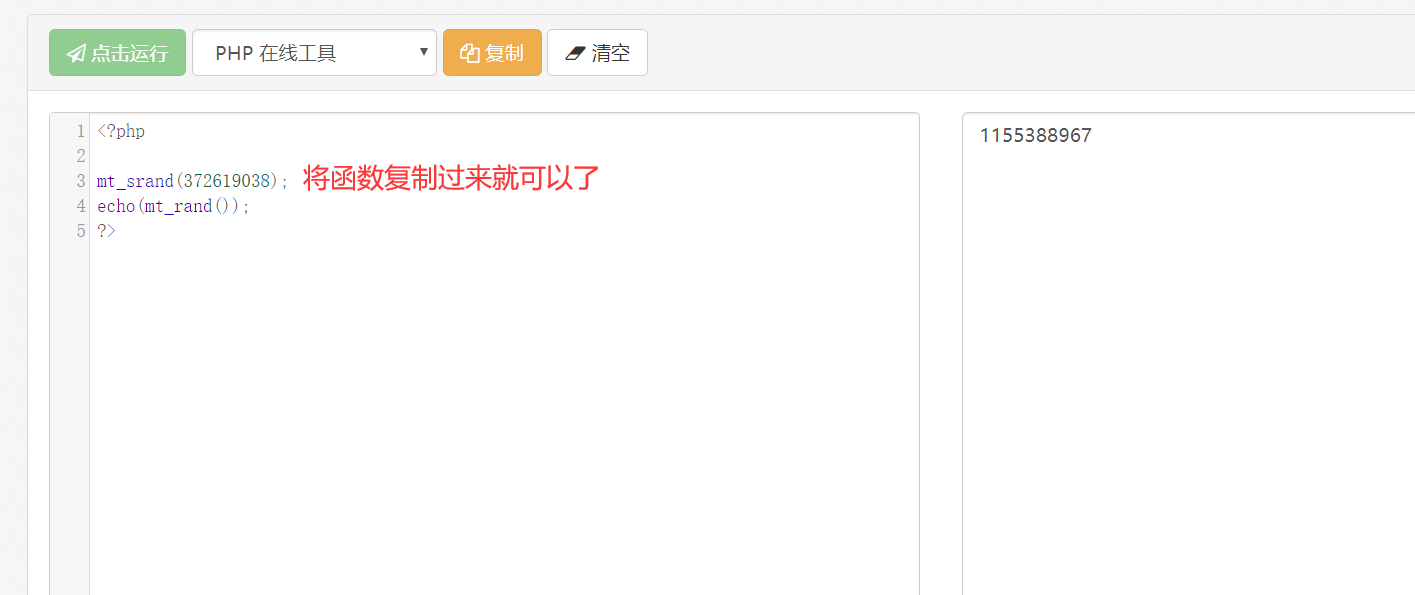 点击运行 PHP 在线工具 ▼ 复制 清空
1 <?php
2
3 mt_srand(372619038); 将函数复制过来就可以了
4 echo(mt_rand());
5 ?>
1155388967